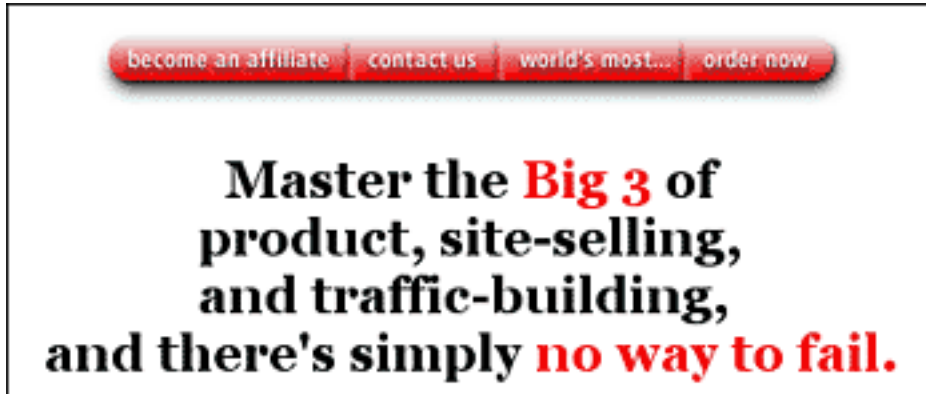 become an affiliate contact us world's most... order now
Master the Big 3 of
product, site-selling,
and traffic-building,
and there's simply no way to fail.